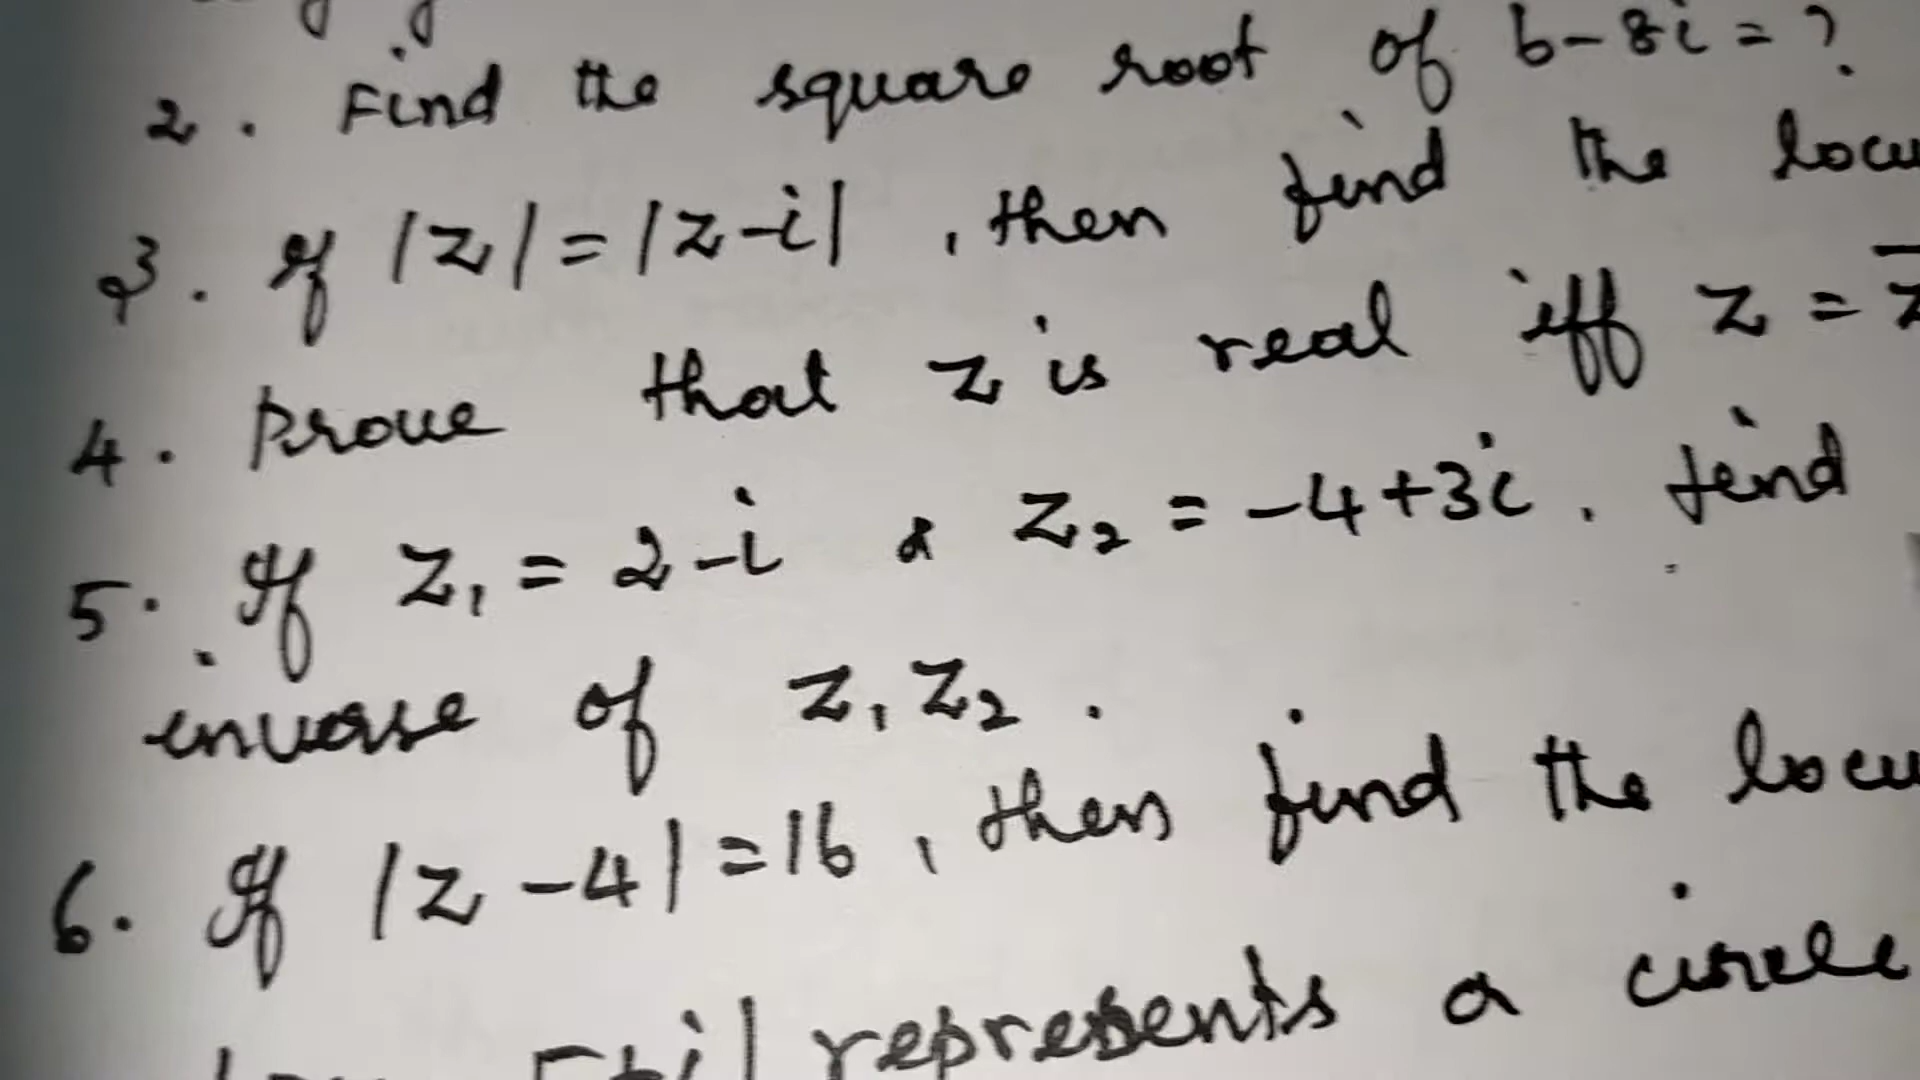 2. Find the square root of 6-8i = ?
3. If |z| = |z-i| , then find the locu
4. Prove that z is real iff z = z̅
5. If z₁ = 2-i & z₂ = -4+3i . find
inverse of z₁z₂ .
6. If |z-4| = 16 , then find the locu
represents a circle